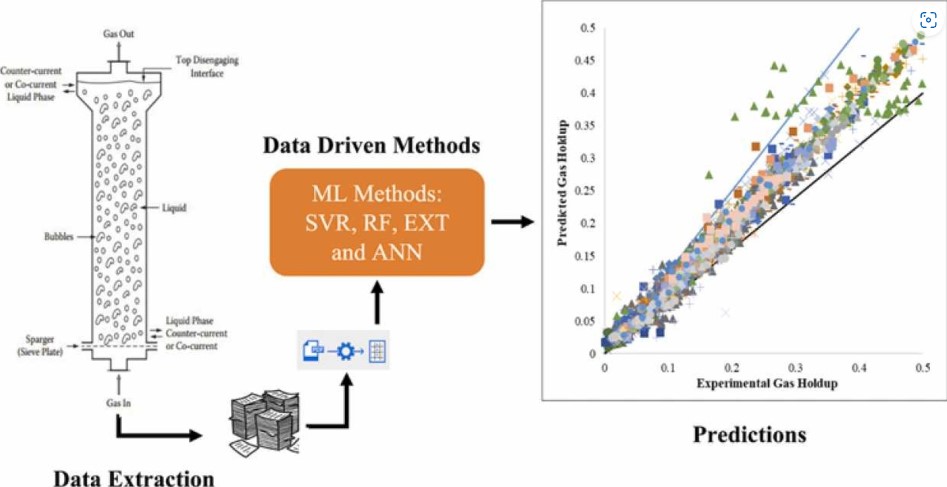 Gas Out
Counter-current
or Co-current
Liquid Phase
Top Disengaging
Interface
Liquid
Bubbles
Liquid Phase
Counter-current
or Co-current
Sparger
(Sieve Plate)
Gas In
Data Extraction
PDF
Data Driven Methods
ML Methods:
SVR, RF, EXT
and ANN
Predicted Gas Holdup
0.5
0.45
0.4
0.35
0.3
0.25
0.2
0.15
0.1
0.05
0
0
0.1
0.2
0.3
0.4
0.5
Experimental Gas Holdup
Predictions